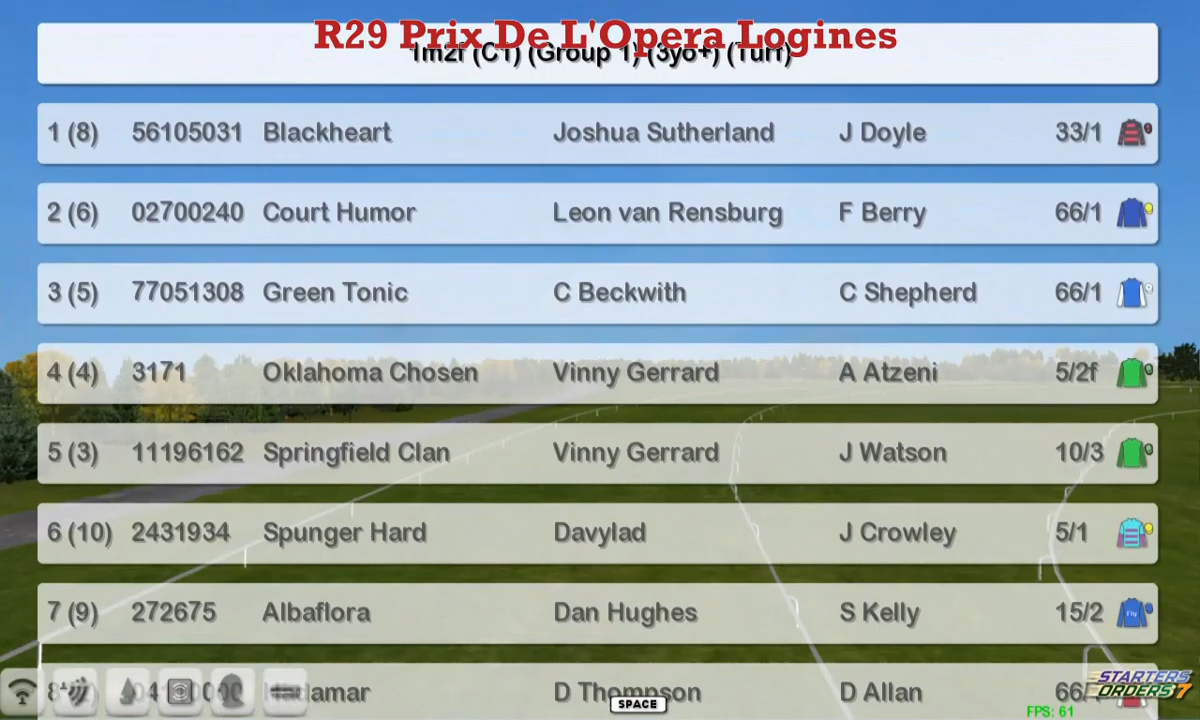 R29 Prix De L'Opera Logines
1m2f (C1) (Group 1) (3yo+) (Turf)
1 (8) 56105031 Blackheart Joshua Sutherland J Doyle 33/1
2 (6) 02700240 Court Humor Leon van Rensburg F Berry 66/1
3 (5) 77051308 Green Tonic C Beckwith C Shepherd 66/1
4 (4) 3171 Oklahoma Chosen Vinny Gerrard A Atzeni 5/2f
5 (3) 11196162 Springfield Clan Vinny Gerrard J Watson 10/3
6 (10) 2431934 Spunger Hard Davylad J Crowley 5/1
7 (9) 272675 Albaflora Dan Hughes S Kelly 15/2
8 D Thompson D Allan
SPACE
STARTERS ORDERS 7
FPS: 61